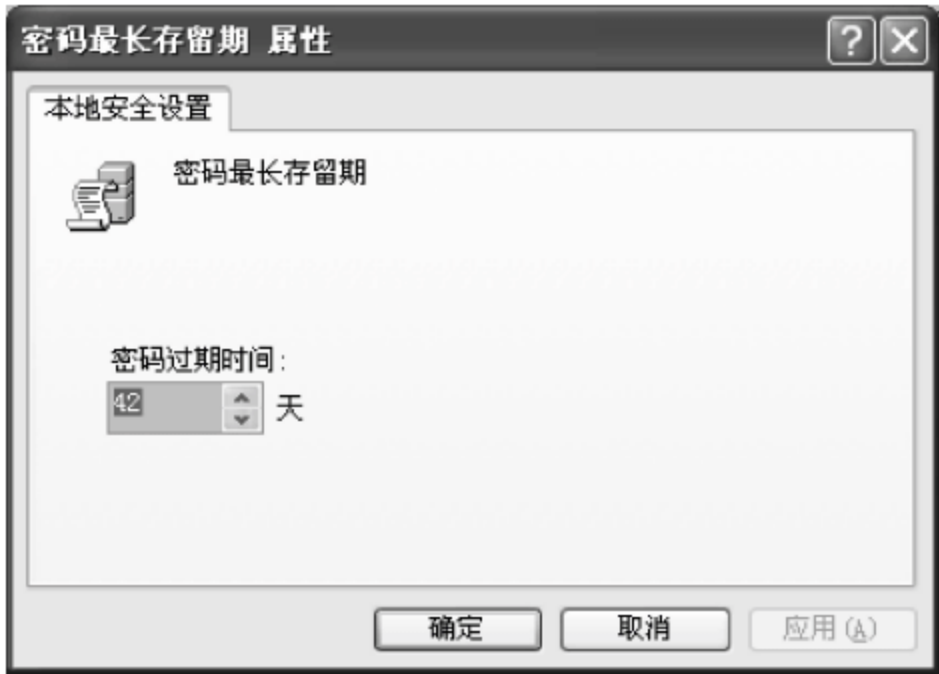 密码最长存留期 属性
本地安全设置
密码最长存留期
密码过期时间:
42 天
确定 取消 应用(A)